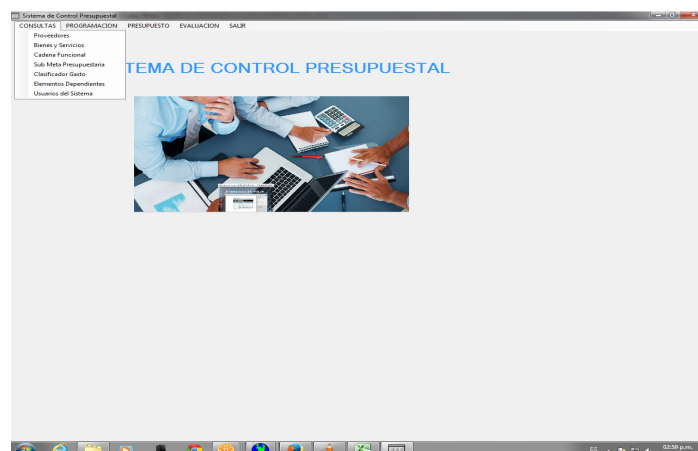 Sistema de Control Presupuestal
CONSULTAS PROGRAMACION PRESUPUESTO EVALUACION SALIR
Proveedores
Bienes y Servicios
Cadena Funcional
Sub Meta Presupuestaria
Clasificador Gasto
Elementos Dependientes
Usuarios del Sistema
TEMA DE CONTROL PRESUPUESTAL
ES
02:59 p.m.